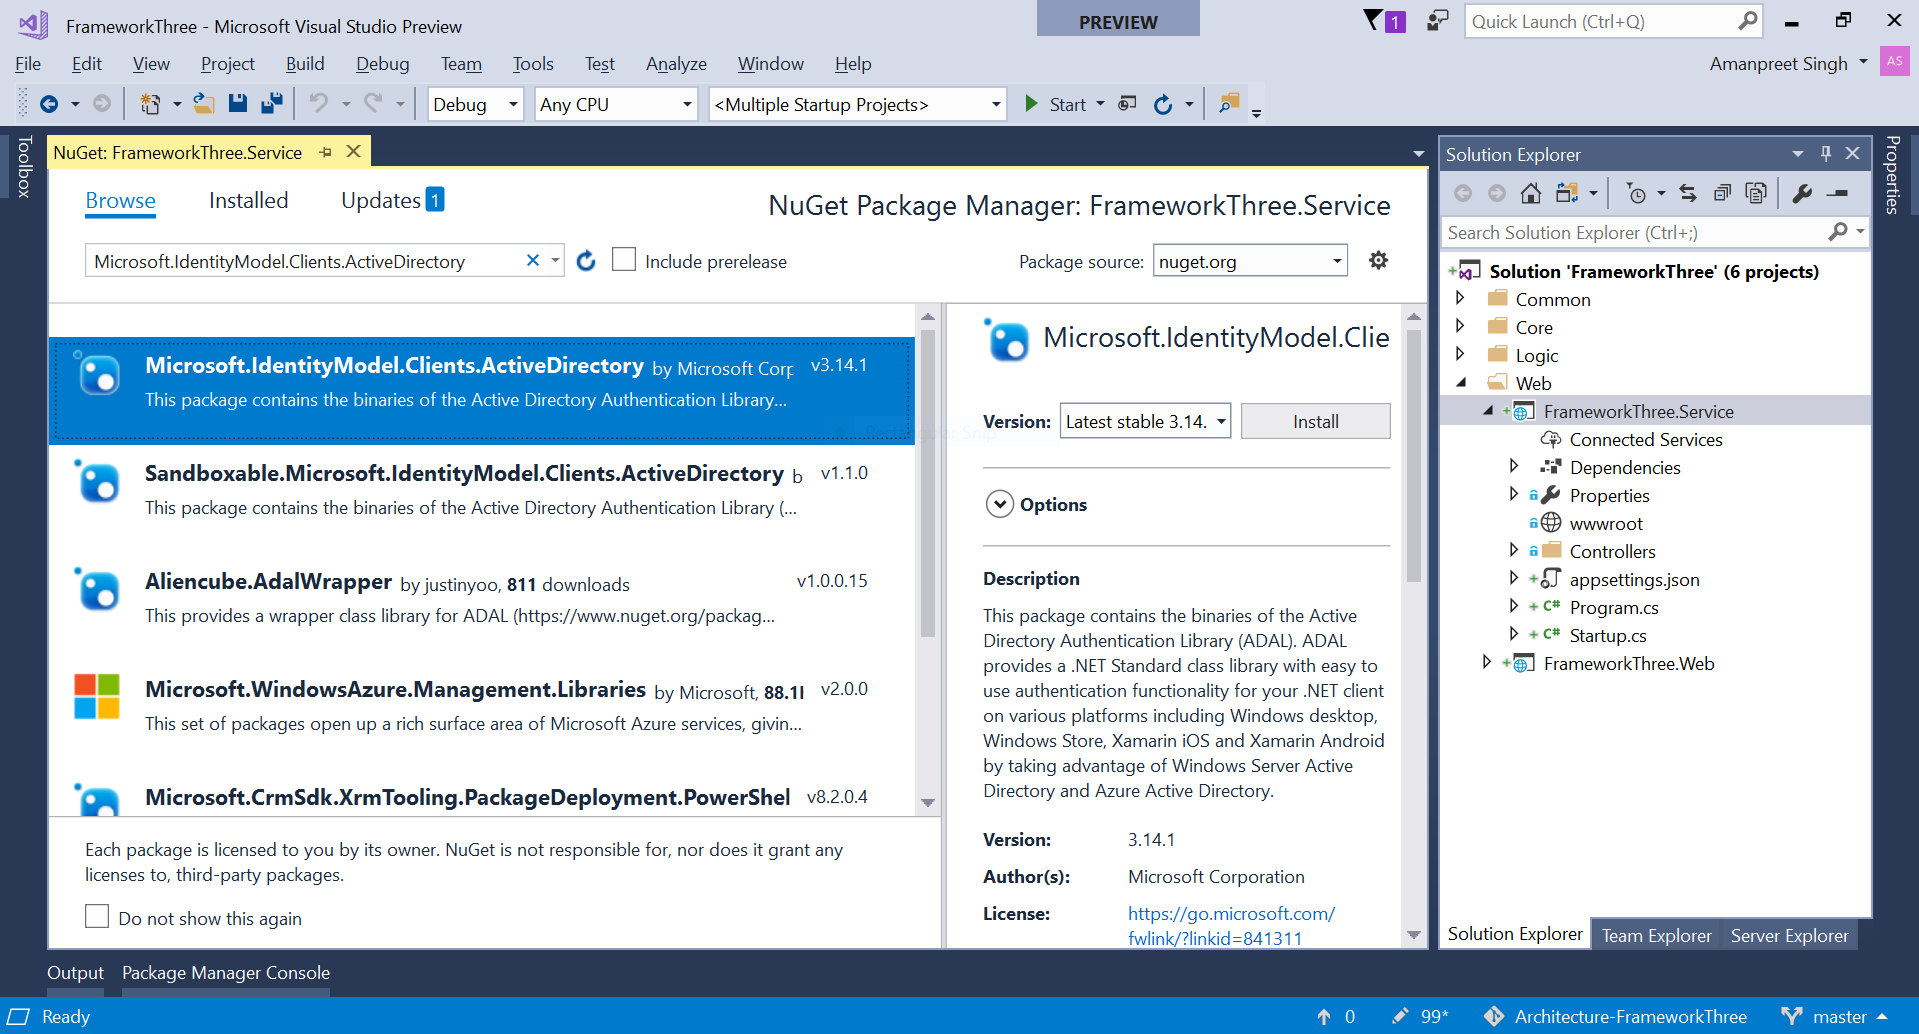 FrameworkThree - Microsoft Visual Studio Preview
PREVIEW
1
Quick Launch (Ctrl+Q)
File Edit View Project Build Debug Team Tools Test Analyze Window Help
Amanpreet Singh
AS
Debug
Any CPU
<Multiple Startup Projects>
Start
Toolbox
NuGet: FrameworkThree.Service
Browse
Installed
Updates 1
NuGet Package Manager: FrameworkThree.Service
Microsoft.IdentityModel.Clients.ActiveDirectory
Include prerelease
Package source: nuget.org
Microsoft.IdentityModel.Clients.ActiveDirectory by Microsoft Corp v3.14.1
This package contains the binaries of the Active Directory Authentication Library...
Sandboxable.Microsoft.IdentityModel.Clients.ActiveDirectory b v1.1.0
This package contains the binaries of the Active Directory Authentication Library (...
Aliencube.AdalWrapper by justinyoo, 811 downloads v1.0.0.15
This provides a wrapper class library for ADAL (https://www.nuget.org/packag...
Microsoft.WindowsAzure.Management.Libraries by Microsoft, 88.1 v2.0.0
This set of packages open up a rich surface area of Microsoft Azure services, givin...
Microsoft.CrmSdk.XrmTooling.PackageDeployment.PowerShel v8.2.0.4
Each package is licensed to you by its owner. NuGet is not responsible for, nor does it grant any
licenses to, third-party packages.
Do not show this again
Microsoft.IdentityModel.Clie
Version: Latest stable 3.14.
Install
Options
Description
This package contains the binaries of the Active
Directory Authentication Library (ADAL). ADAL
provides a .NET Standard class library with easy to
use authentication functionality for your .NET client
on various platforms including Windows desktop,
Windows Store, Xamarin iOS and Xamarin Android
by taking advantage of Windows Server Active
Directory and Azure Active Directory.
Version: 3.14.1
Author(s): Microsoft Corporation
License: https://go.microsoft.com/
fwlink/?linkid=841311
Solution Explorer
Search Solution Explorer (Ctrl+;)
Solution 'FrameworkThree' (6 projects)
Common
Core
Logic
Web
FrameworkThree.Service
Connected Services
Dependencies
Properties
wwwroot
Controllers
appsettings.json
C# Program.cs
C# Startup.cs
FrameworkThree.Web
Solution Explorer
Team Explorer
Server Explorer
Properties
Output
Package Manager Console
Ready
0
99*
Architecture-FrameworkThree
master